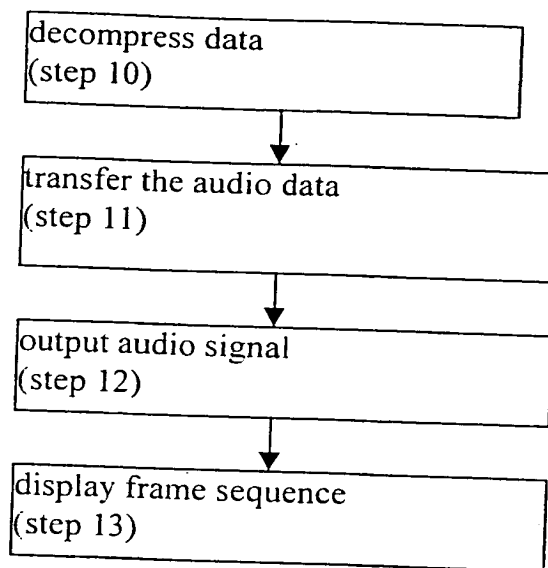 decompress data
(step 10)
transfer the audio data
(step 11)
output audio signal
(step 12)
display frame sequence
(step 13)